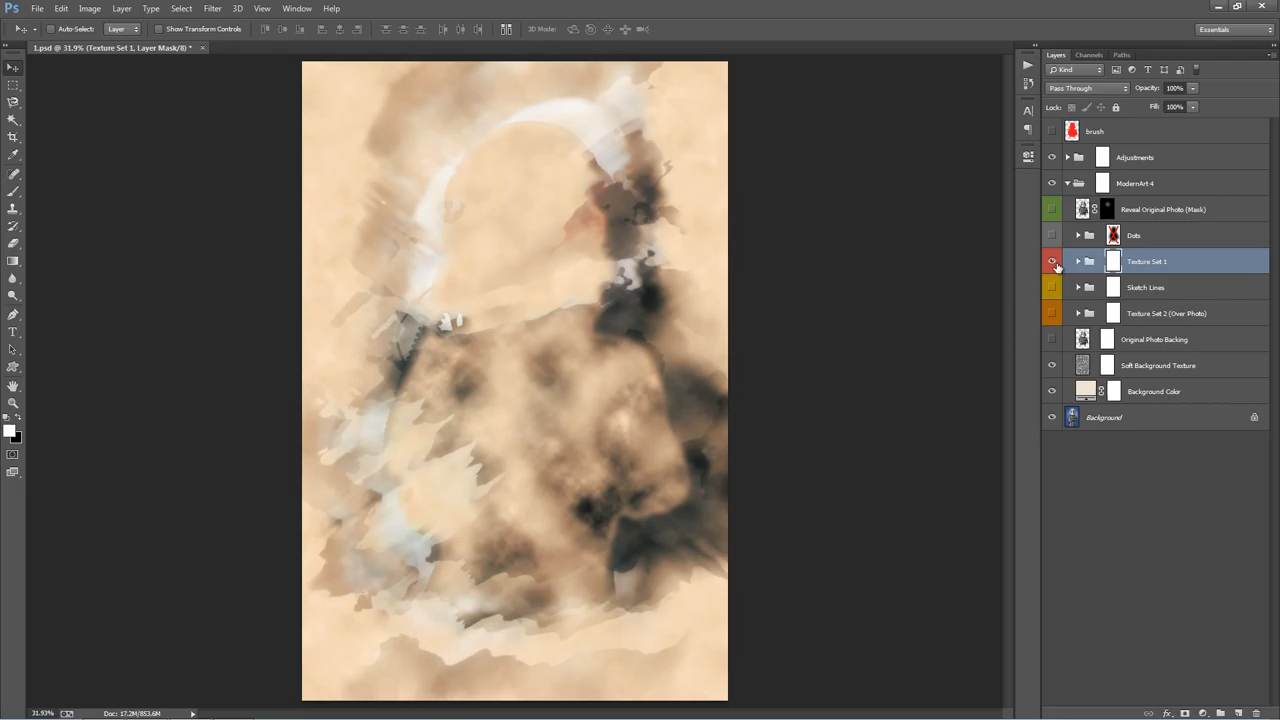 Ps File Edit Image Layer Type Select Filter 3D View Window Help
Auto-Select: Layer Show Transform Controls 3D Mode: Essentials
1.psd @ 31.9% (Texture Set 1, Layer Mask/8) * ×
Layers Channels Paths
Kind
Pass Through Opacity: 100%
Lock: Fill: 100%
brush
Adjustments
ModernArt 4
Reveal Original Photo (Mask)
Dots
Texture Set 1
Sketch Lines
Texture Set 2 (Over Photo)
Original Photo Backing
Soft Background Texture
Background Color
Background
31.93% Doc: 17.2M/853.6M